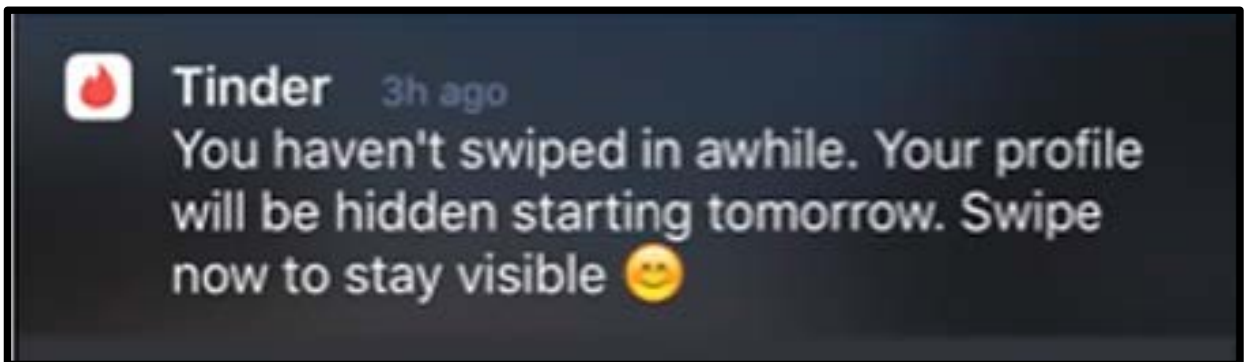 Tinder 3h ago
You haven't swiped in awhile. Your profile
will be hidden starting tomorrow. Swipe
now to stay visible 😊